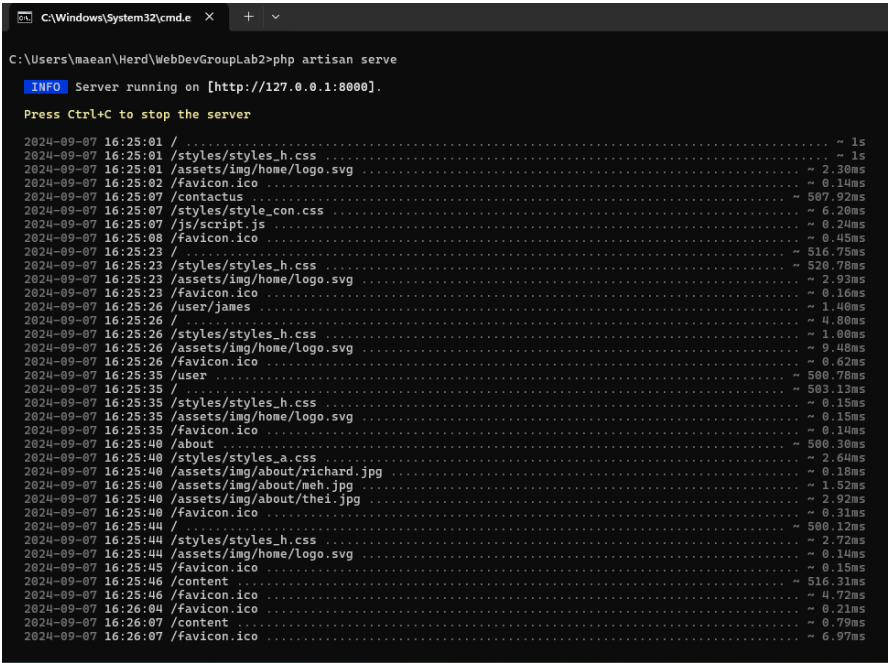 C:\Windows\System32\cmd.e
C:\Users\maean\Herd\WebDevGroupLab2>php artisan serve
INFO Server running on [http://127.0.0.1:8000].
Press Ctrl+C to stop the server
2024-09-07 16:25:01 / ........ ~ 1s
2024-09-07 16:25:01 /styles/styles_h.css ........ ~ 1s
2024-09-07 16:25:01 /assets/img/home/logo.svg ........ ~ 2.30ms
2024-09-07 16:25:02 /favicon.ico ........ ~ 0.14ms
2024-09-07 16:25:07 /contactus ........ ~ 507.92ms
2024-09-07 16:25:07 /styles/style_con.css ........ ~ 6.20ms
2024-09-07 16:25:07 /js/script.js ........ ~ 0.24ms
2024-09-07 16:25:08 /favicon.ico ........ ~ 0.45ms
2024-09-07 16:25:23 / ........ ~ 516.75ms
2024-09-07 16:25:23 /styles/styles_h.css ........ ~ 520.78ms
2024-09-07 16:25:23 /assets/img/home/logo.svg ........ ~ 2.93ms
2024-09-07 16:25:23 /favicon.ico ........ ~ 0.16ms
2024-09-07 16:25:26 /user/james ........ ~ 1.40ms
2024-09-07 16:25:26 / ........ ~ 4.80ms
2024-09-07 16:25:26 /styles/styles_h.css ........ ~ 1.00ms
2024-09-07 16:25:26 /assets/img/home/logo.svg ........ ~ 9.48ms
2024-09-07 16:25:26 /favicon.ico ........ ~ 0.62ms
2024-09-07 16:25:35 /user ........ ~ 500.78ms
2024-09-07 16:25:35 / ........ ~ 503.13ms
2024-09-07 16:25:35 /styles/styles_h.css ........ ~ 0.15ms
2024-09-07 16:25:35 /assets/img/home/logo.svg ........ ~ 0.15ms
2024-09-07 16:25:35 /favicon.ico ........ ~ 0.14ms
2024-09-07 16:25:40 /about ........ ~ 500.30ms
2024-09-07 16:25:40 /styles/styles_a.css ........ ~ 2.64ms
2024-09-07 16:25:40 /assets/img/about/richard.jpg ........ ~ 0.18ms
2024-09-07 16:25:40 /assets/img/about/meh.jpg ........ ~ 1.52ms
2024-09-07 16:25:40 /assets/img/about/thei.jpg ........ ~ 2.92ms
2024-09-07 16:25:40 /favicon.ico ........ ~ 0.31ms
2024-09-07 16:25:44 / ........ ~ 500.12ms
2024-09-07 16:25:44 /styles/styles_h.css ........ ~ 2.72ms
2024-09-07 16:25:44 /assets/img/home/logo.svg ........ ~ 0.14ms
2024-09-07 16:25:45 /favicon.ico ........ ~ 0.15ms
2024-09-07 16:25:46 /content ........ ~ 516.31ms
2024-09-07 16:25:46 /favicon.ico ........ ~ 4.72ms
2024-09-07 16:26:04 /favicon.ico ........ ~ 0.21ms
2024-09-07 16:26:07 /content ........ ~ 0.79ms
2024-09-07 16:26:07 /favicon.ico ........ ~ 6.97ms